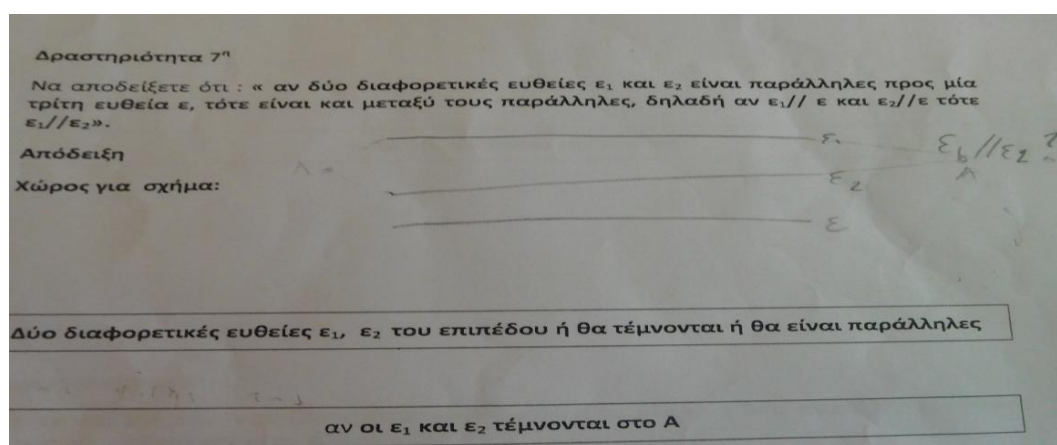 Δραστηριότητα 7η
Να αποδείξετε ότι : « αν δύο διαφορετικές ευθείες ε₁ και ε₂ είναι παράλληλες προς μία
τρίτη ευθεία ε, τότε είναι και μεταξύ τους παράλληλες, δηλαδή αν ε₁// ε και ε₂//ε τότε
ε₁//ε₂».
Απόδειξη
Χώρος για σχήμα:
ε₂
ε
Α
Δύο διαφορετικές ευθείες ε₁, ε₂ του επιπέδου ή θα τέμνονται ή θα είναι παράλληλες
αν οι ε₁ και ε₂ τέμνονται στο Α